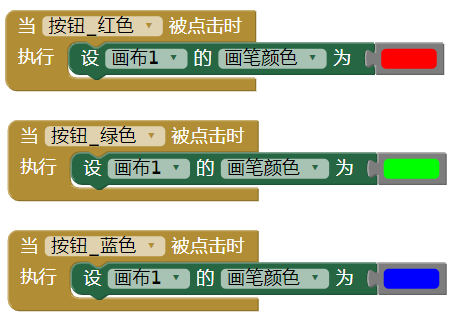 当 按钮_红色 被点击时
执行 设 画布1 的 画笔颜色 为
当 按钮_绿色 被点击时
执行 设 画布1 的 画笔颜色 为
当 按钮_蓝色 被点击时
执行 设 画布1 的 画笔颜色 为